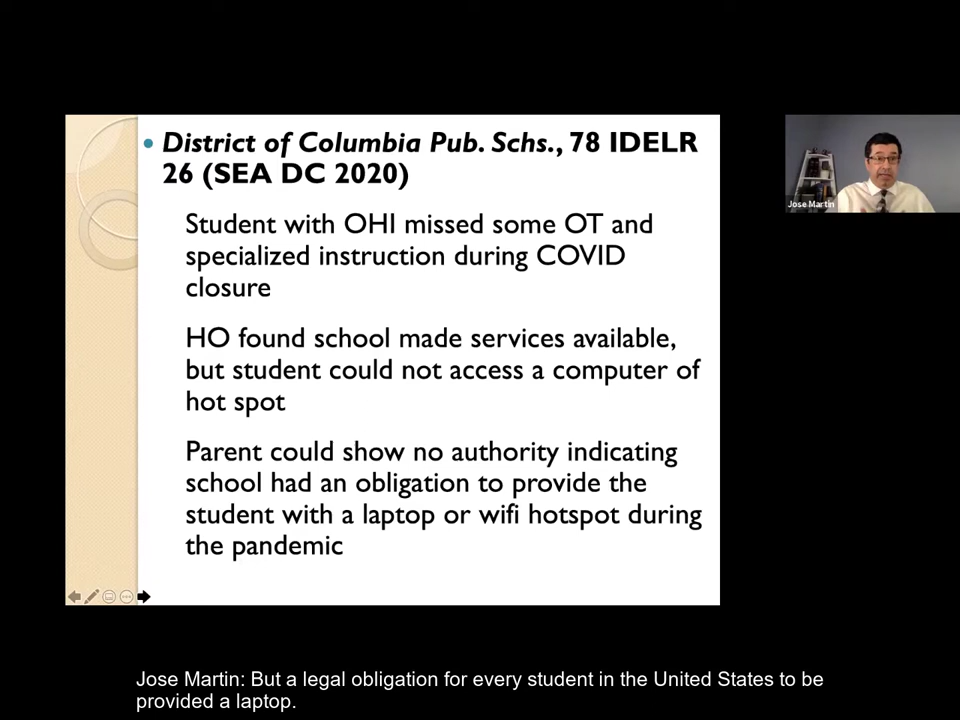 District of Columbia Pub. Schs., 78 IDELR
26 (SEA DC 2020)
Student with OHI missed some OT and
specialized instruction during COVID
closure
HO found school made services available,
but student could not access a computer of
hot spot
Parent could show no authority indicating
school had an obligation to provide the
student with a laptop or wifi hotspot during
the pandemic
Jose Martin
Jose Martin: But a legal obligation for every student in the United States to be
provided a laptop.